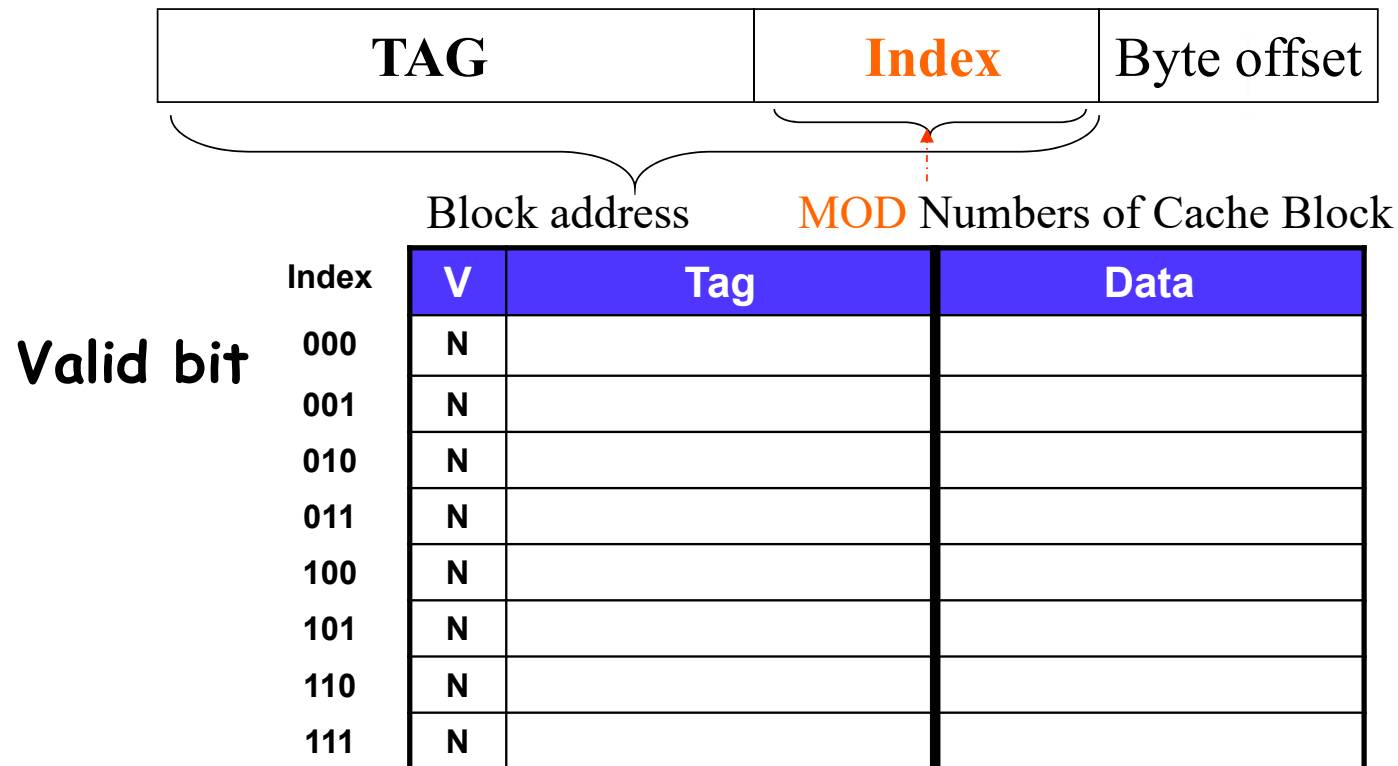 TAG Index Byte offset
Block address MOD Numbers of Cache Block
Index V Tag Data
Valid bit
000 N
001 N
010 N
011 N
100 N
101 N
110 N
111 N